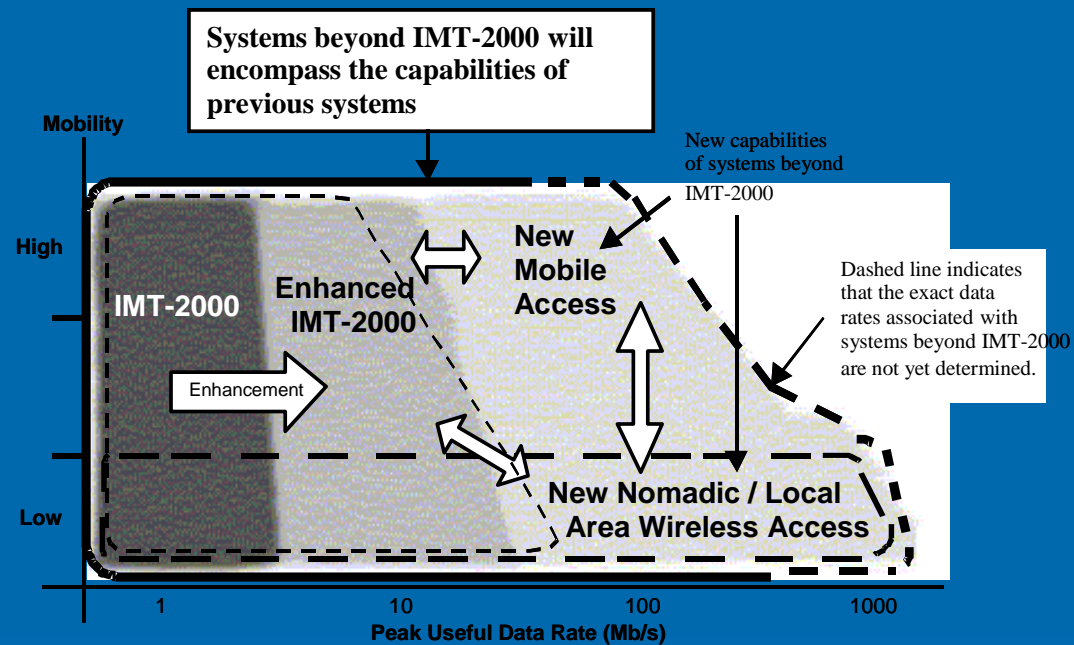 Systems beyond IMT-2000 will
encompass the capabilities of
previous systems
Mobility
New capabilities
of systems beyond
IMT-2000
High
New
Mobile
Access
Dashed line indicates
that the exact data
rates associated with
systems beyond IMT-2000
are not yet determined.
IMT-2000
Enhanced
IMT-2000
Enhancement
New Nomadic / Local
Area Wireless Access
Low
1
10
100
1000
Peak Useful Data Rate (Mb/s)